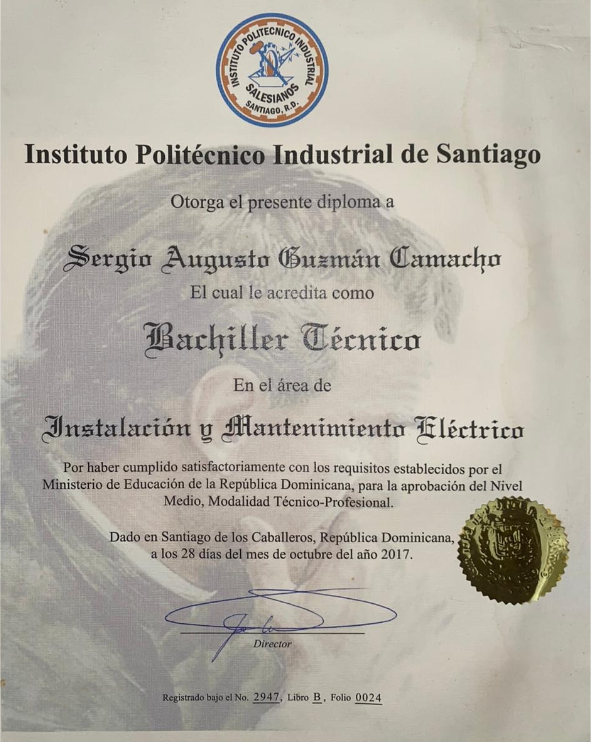 INSTITUTO POLITECNICO INDUSTRIAL
SALESIANOS
SANTIAGO, R.D.
Instituto Politécnico Industrial de Santiago
Otorga el presente diploma a
Sergio Augusto Guzmán Camacho
El cual le acredita como
Bachiller Técnico
En el área de
Instalación y Mantenimiento Eléctrico
Por haber cumplido satisfactoriamente con los requisitos establecidos por el
Ministerio de Educación de la República Dominicana, para la aprobación del Nivel
Medio, Modalidad Técnico-Profesional.
Dado en Santiago de los Caballeros, República Dominicana,
a los 28 días del mes de octubre del año 2017.
Director
Registrado bajo el No. 2947, Libro B, Folio 0024